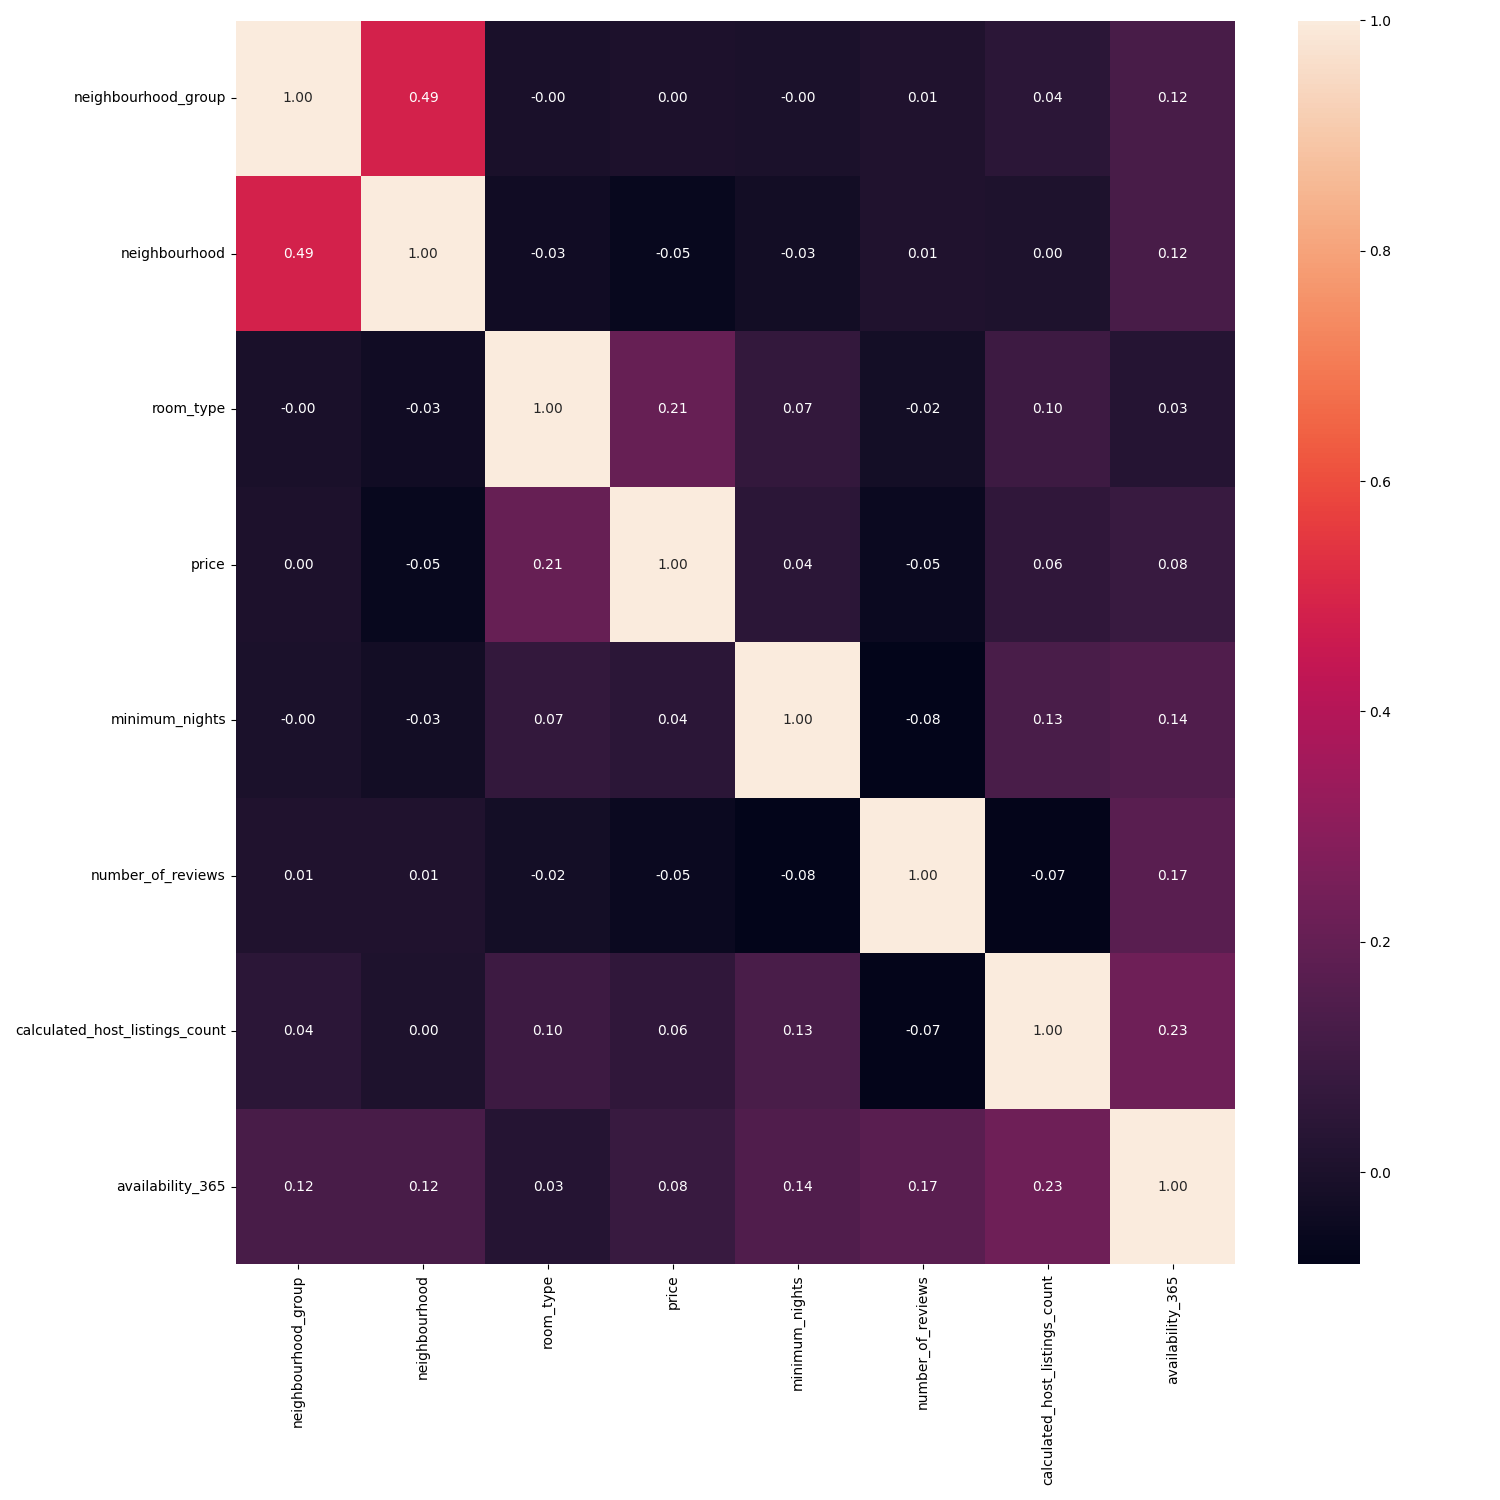 neighbourhood_group 1.00 0.49 -0.00 0.00 -0.00 0.01 0.04 0.12
neighbourhood 0.49 1.00 -0.03 -0.05 -0.03 0.01 0.00 0.12
room_type -0.00 -0.03 1.00 0.21 0.07 -0.02 0.10 0.03
price 0.00 -0.05 0.21 1.00 0.04 -0.05 0.06 0.08
minimum_nights -0.00 -0.03 0.07 0.04 1.00 -0.08 0.13 0.14
number_of_reviews 0.01 0.01 -0.02 -0.05 -0.08 1.00 -0.07 0.17
calculated_host_listings_count 0.04 0.00 0.10 0.06 0.13 -0.07 1.00 0.23
availability_365 0.12 0.12 0.03 0.08 0.14 0.17 0.23 1.00
neighbourhood_group
neighbourhood
room_type
price
minimum_nights
number_of_reviews
calculated_host_listings_count
availability_365
1.0
0.8
0.6
0.4
0.2
0.0